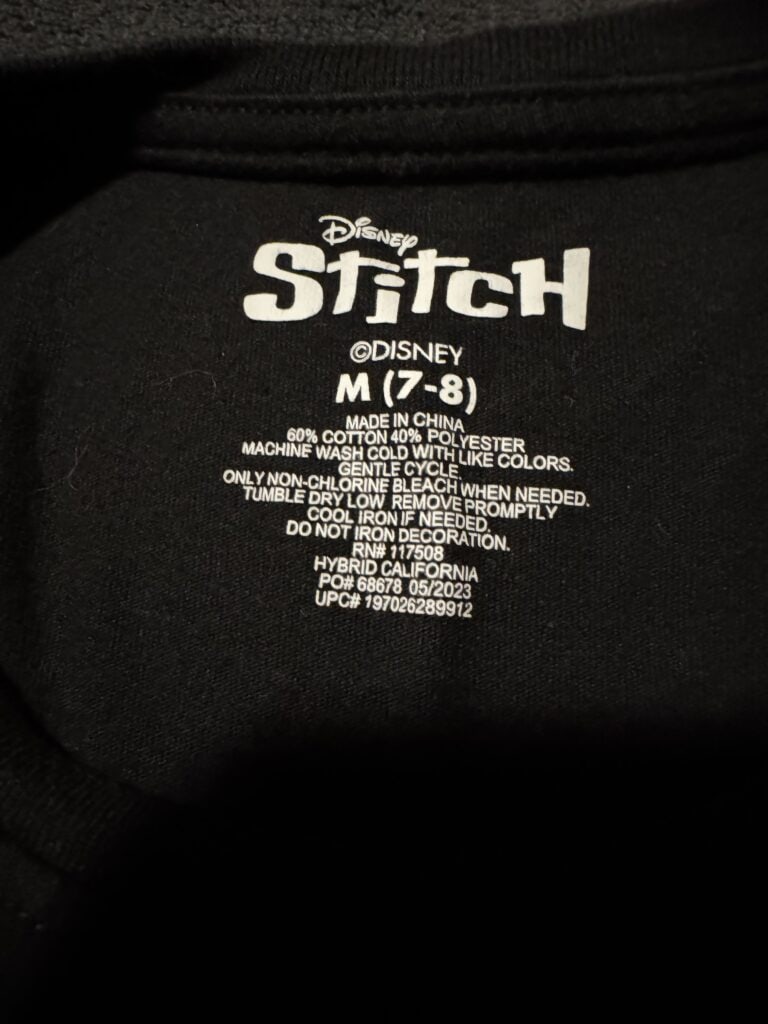 Disney
Stitch
©DISNEY
M (7-8)
MADE IN CHINA
60% COTTON 40% POLYESTER
MACHINE WASH COLD WITH LIKE COLORS.
GENTLE CYCLE.
ONLY NON-CHLORINE BLEACH WHEN NEEDED.
TUMBLE DRY LOW REMOVE PROMPTLY
COOL IRON IF NEEDED.
DO NOT IRON DECORATION.
RN# 117508
HYBRID CALIFORNIA
PO# 68678 05/2023
UPC# 197026289912